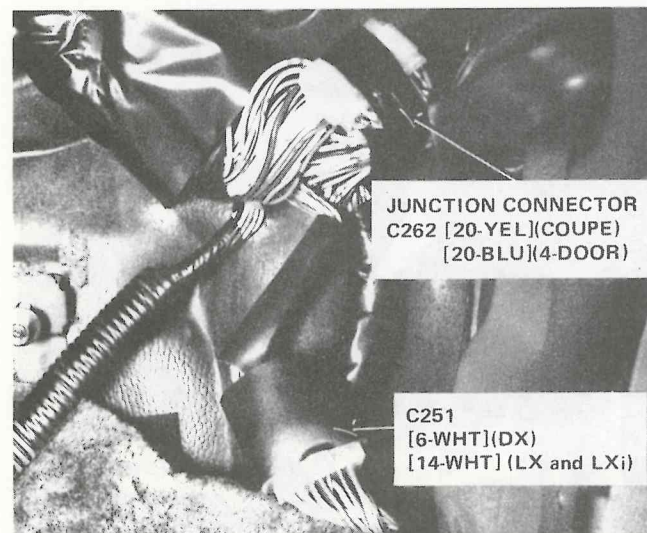 JUNCTION CONNECTOR
C262 [20-YEL](COUPE)
[20-BLU](4-DOOR)
C251
[6-WHT](DX)
[14-WHT] (LX and LXi)